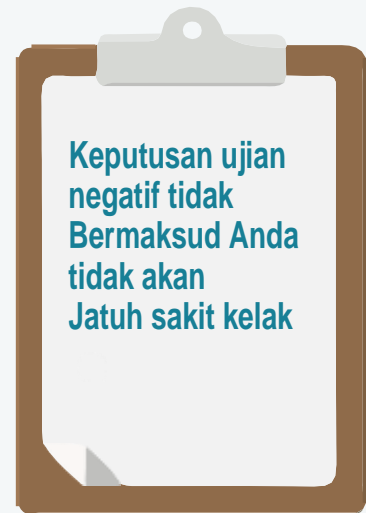 Keputusan ujian
negatif tidak
Bermaksud Anda
tidak akan
Jatuh sakit kelak